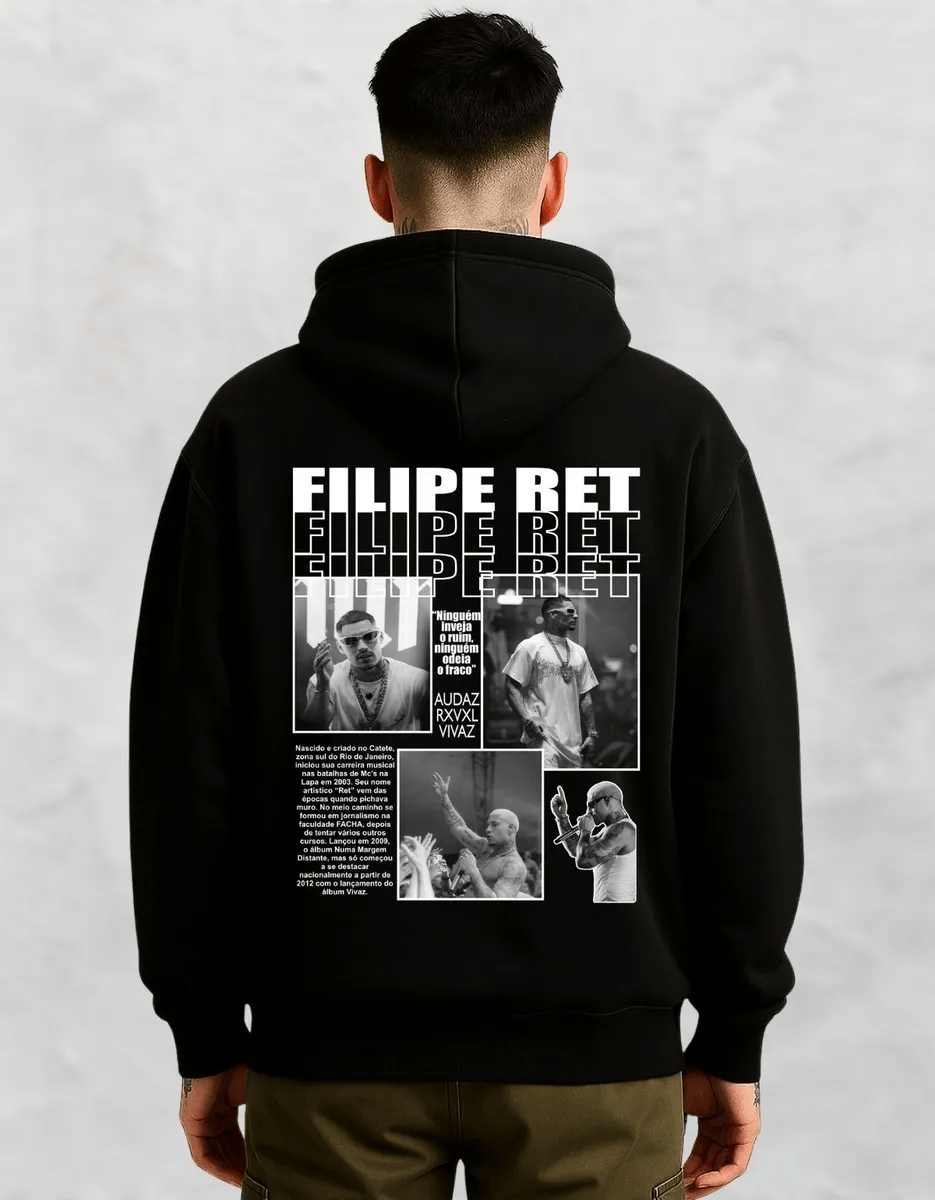 FILIPE RET
FILIPE RET
FILIPE RET
“Ninguém
inveja
o ruim,
ninguém
odeia
o fraco”
AUDAZ
RXVXL
VIVAZ
Nascido e criado no Catete,
zona sul do Rio de Janeiro,
iniciou sua carreira musical
nas batalhas de Mc's na
Lapa em 2003. Seu nome
artístico “Ret” vem das
épocas quando pichava
muro. No meio caminho se
formou em jornalismo na
faculdade FACHA, depois
de tentar vários outros
cursos. Lançou em 2009,
o álbum Numa Margem
Distante, mas só começou
a se destacar
nacionalmente a partir de
2012 com o lançamento do
álbum Vivaz.